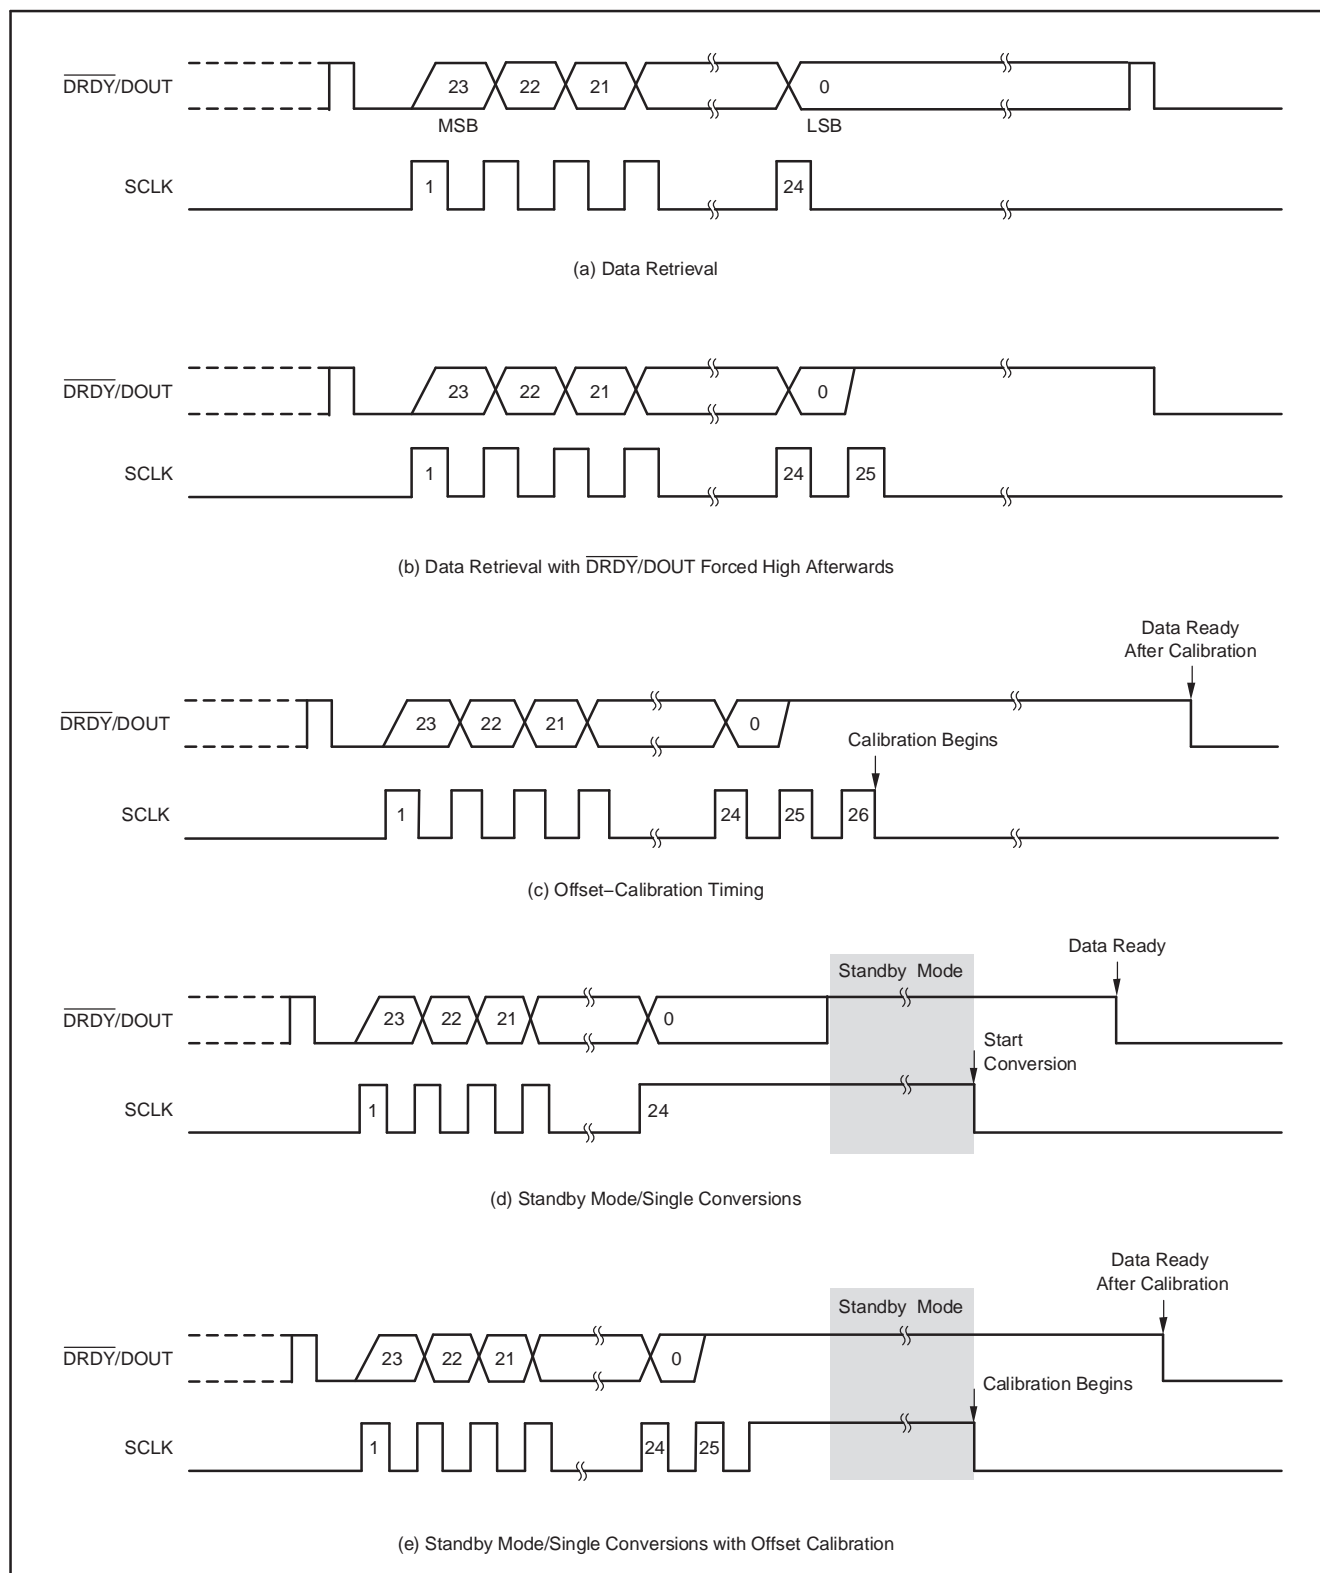 DRDY/DOUT
23 22 21 0
MSB LSB
SCLK
1 24
(a) Data Retrieval
DRDY/DOUT
23 22 21 0
SCLK
1 24 25
(b) Data Retrieval with DRDY/DOUT Forced High Afterwards
Data Ready
After Calibration
DRDY/DOUT
23 22 21 0
Calibration Begins
SCLK
1 24 25 26
(c) Offset−Calibration Timing
Data Ready
Standby Mode
DRDY/DOUT
23 22 21 0
Start
Conversion
SCLK
1 24
(d) Standby Mode/Single Conversions
Data Ready
After Calibration
Standby Mode
DRDY/DOUT
23 22 21 0
Calibration Begins
SCLK
1 24 25
(e) Standby Mode/Single Conversions with Offset Calibration